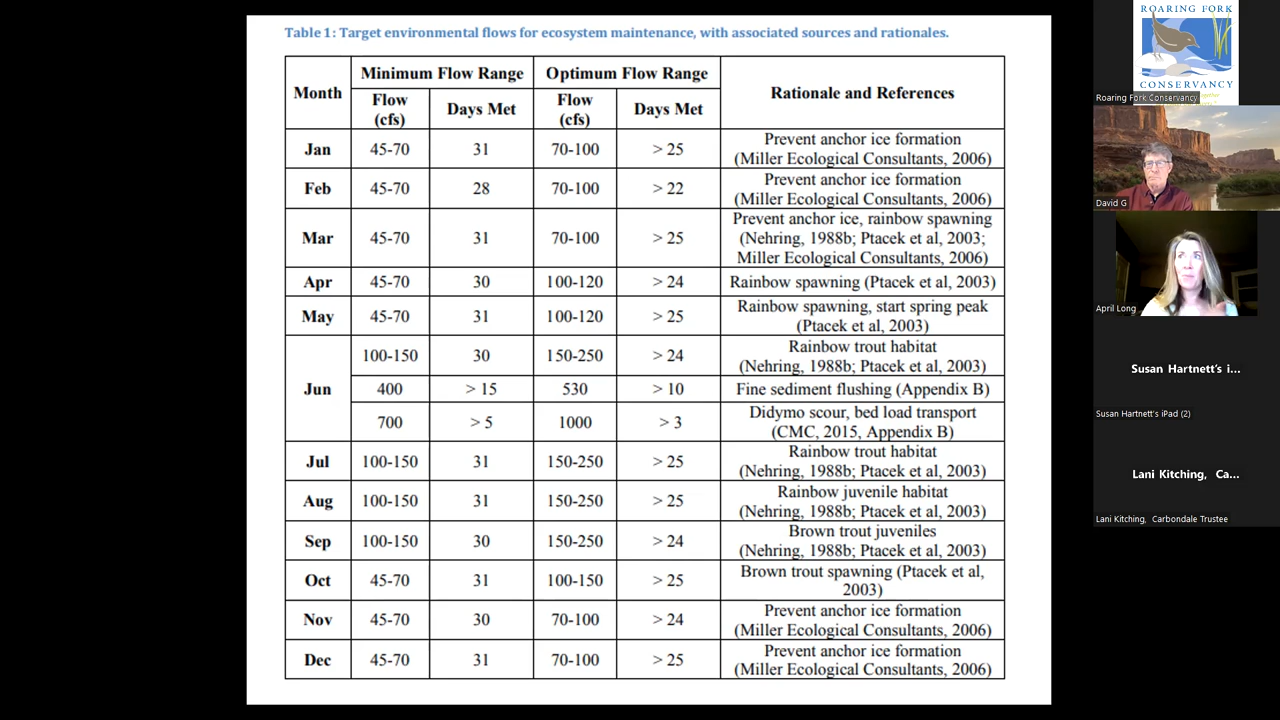 Table 1: Target environmental flows for ecosystem maintenance, with associated sources and rationales.
Month
Minimum Flow Range
Optimum Flow Range
Rationale and References
Flow (cfs)
Days Met
Flow (cfs)
Days Met
Jan 45-70 31 70-100 > 25 Prevent anchor ice formation
(Miller Ecological Consultants, 2006)
Feb 45-70 28 70-100 > 22 Prevent anchor ice formation
(Miller Ecological Consultants, 2006)
Mar 45-70 31 70-100 > 25 Prevent anchor ice, rainbow spawning
(Nehring, 1988b; Ptacek et al, 2003;
Miller Ecological Consultants, 2006)
Apr 45-70 30 100-120 > 24 Rainbow spawning (Ptacek et al, 2003)
May 45-70 31 100-120 > 25 Rainbow spawning, start spring peak
(Ptacek et al, 2003)
Jun 100-150 30 150-250 > 24 Rainbow trout habitat
(Nehring, 1988b; Ptacek et al, 2003)
400 > 15 530 > 10 Fine sediment flushing (Appendix B)
700 > 5 1000 > 3 Didymo scour, bed load transport
(CMC, 2015, Appendix B)
Jul 100-150 31 150-250 > 25 Rainbow trout habitat
(Nehring, 1988b; Ptacek et al, 2003)
Aug 100-150 31 150-250 > 25 Rainbow juvenile habitat
(Nehring, 1988b; Ptacek et al, 2003)
Sep 100-150 30 150-250 > 24 Brown trout juveniles
(Nehring, 1988b; Ptacek et al, 2003)
Oct 45-70 31 100-150 > 25 Brown trout spawning (Ptacek et al,
2003)
Nov 45-70 30 70-100 > 24 Prevent anchor ice formation
(Miller Ecological Consultants, 2006)
Dec 45-70 31 70-100 > 25 Prevent anchor ice formation
(Miller Ecological Consultants, 2006)
ROARING FORK
CONSERVANCY
Roaring Fork Conservancy
David G
April Long
Susan Hartnett's i...
Susan Hartnett's iPad (2)
Lani Kitching, Ca...
Lani Kitching, Carbondale Trustee